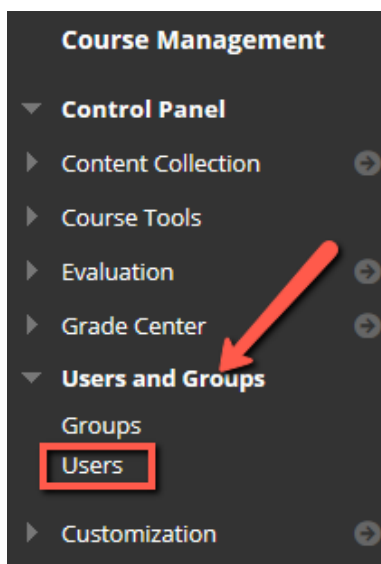 Course Management
Control Panel
Content Collection
Course Tools
Evaluation
Grade Center
Users and Groups
Groups
Users
Customization